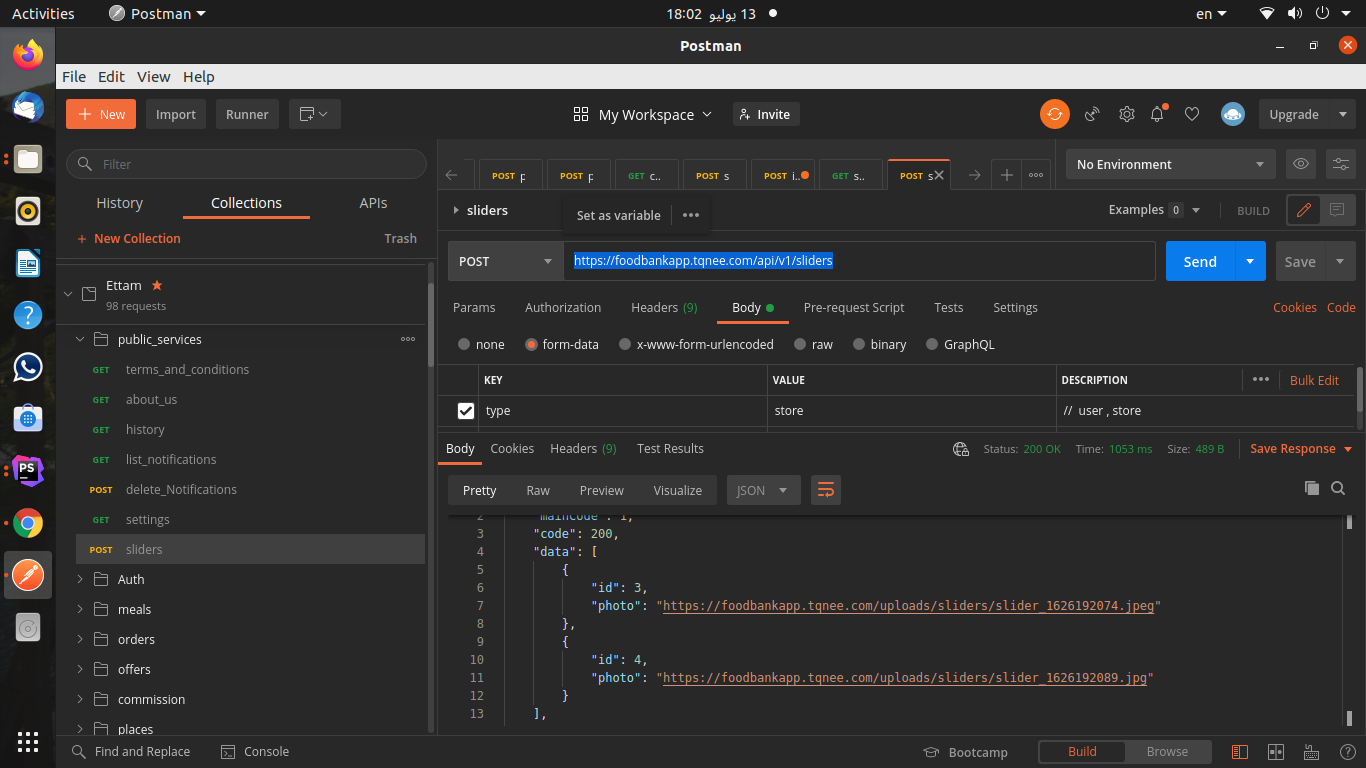 Activities Postman 18:02 يوليو 13 en
Postman
File Edit View Help
New Import Runner My Workspace Invite Upgrade
Filter
History Collections APIs
+ New Collection Trash
Ettam
98 requests
public_services
GET terms_and_conditions
GET about_us
GET history
GET list_notifications
POST delete_Notifications
GET settings
POST sliders
Auth
meals
orders
offers
commission
places
POST p POST p GET c.. POST s POST i.. GET s.. POST s
No Environment
sliders Set as variable Examples 0 BUILD
POST https://foodbankapp.tqnee.com/api/v1/sliders Send Save
Params Authorization Headers (9) Body Pre-request Script Tests Settings Cookies Code
none form-data x-www-form-urlencoded raw binary GraphQL
KEY VALUE DESCRIPTION Bulk Edit
type store // user , store
Body Cookies Headers (9) Test Results Status: 200 OK Time: 1053 ms Size: 489 B Save Response
Pretty Raw Preview Visualize JSON
2 "mainCode": 1,
3 "code": 200,
4 "data": [
5 {
6 "id": 3,
7 "photo": "https://foodbankapp.tqnee.com/uploads/sliders/slider_1626192074.jpeg"
8 },
9 {
10 "id": 4,
11 "photo": "https://foodbankapp.tqnee.com/uploads/sliders/slider_1626192089.jpg"
12 }
13 ],
Find and Replace Console Bootcamp Build Browse
PS